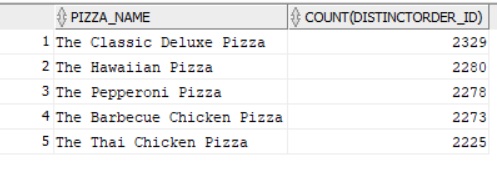 PIZZA_NAME COUNT(DISTINCTORDER_ID)
1 The Classic Deluxe Pizza 2329
2 The Hawaiian Pizza 2280
3 The Pepperoni Pizza 2278
4 The Barbecue Chicken Pizza 2273
5 The Thai Chicken Pizza 2225